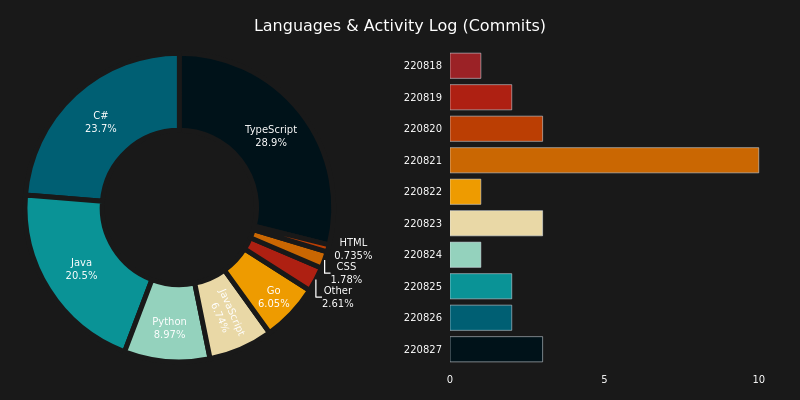 Languages & Activity Log (Commits)
C#
23.7%
TypeScript
28.9%
Java
20.5%
Python
8.97%
JavaScript
6.74%
Go
6.05%
HTML
0.735%
CSS
1.78%
Other
2.61%
220818
220819
220820
220821
220822
220823
220824
220825
220826
220827
0
5
10